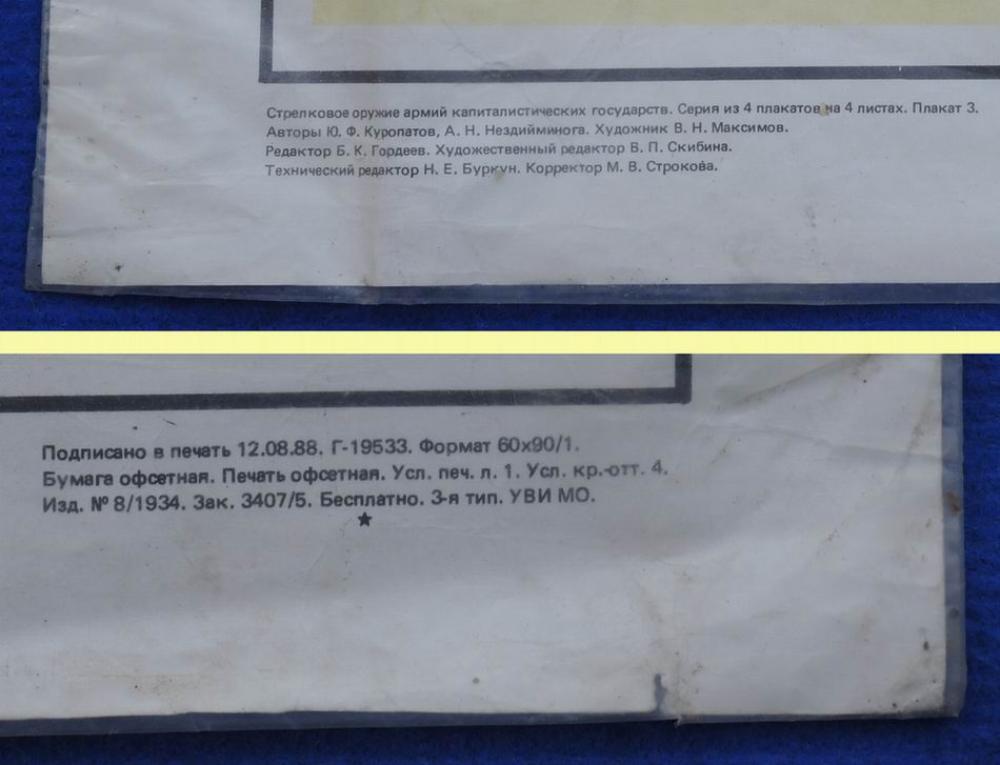 Стрелковое оружие армий капиталистических государств. Серия из 4 плакатов на 4 листах. Плакат 3.
Авторы Ю. Ф. Куропатов, А. Н. Нездийминога. Художник В. Н. Максимов.
Редактор Б. К. Гордеев. Художественный редактор В. П. Скибина.
Технический редактор Н. Е. Буркун. Корректор М. В. Строкова.
Подписано в печать 12.08.88. Г-19533. Формат 60х90/1.
Бумага офсетная. Печать офсетная. Усл. печ. л. 1. Усл. кр.-отт. 4.
Изд. № 8/1934. Зак. 3407/5. Бесплатно. 3-я тип. УВИ МО.